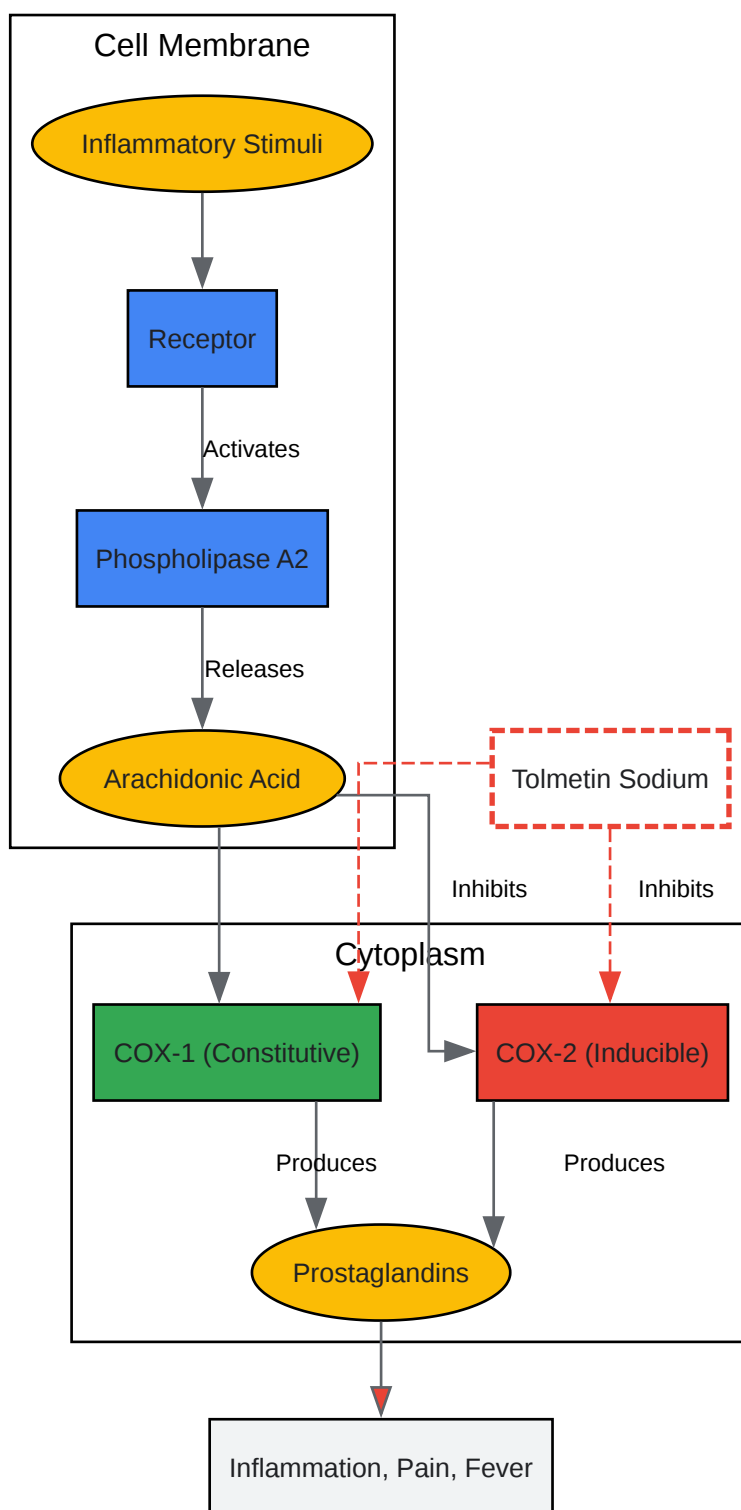 Cell Membrane
Inflammatory Stimuli
Receptor
Activates
Phospholipase A2
Releases
Arachidonic Acid
Tolmetin Sodium
Inhibits
Inhibits
Cytoplasm
COX-1 (Constitutive)
COX-2 (Inducible)
Produces
Produces
Prostaglandins
Inflammation, Pain, Fever